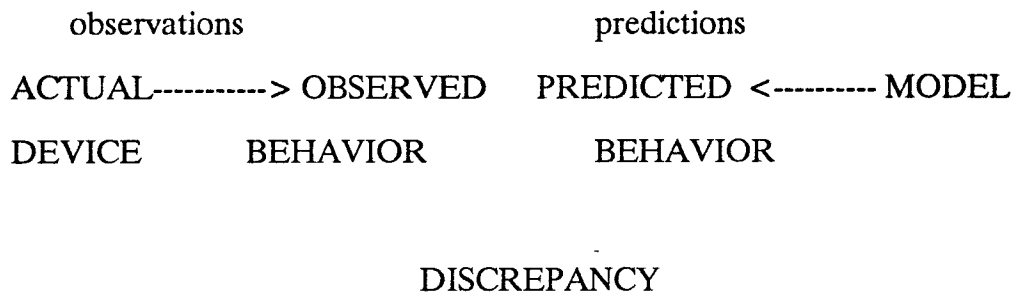 observations predictions
ACTUAL-----------> OBSERVED PREDICTED <---------- MODEL
DEVICE BEHAVIOR BEHAVIOR
DISCREPANCY